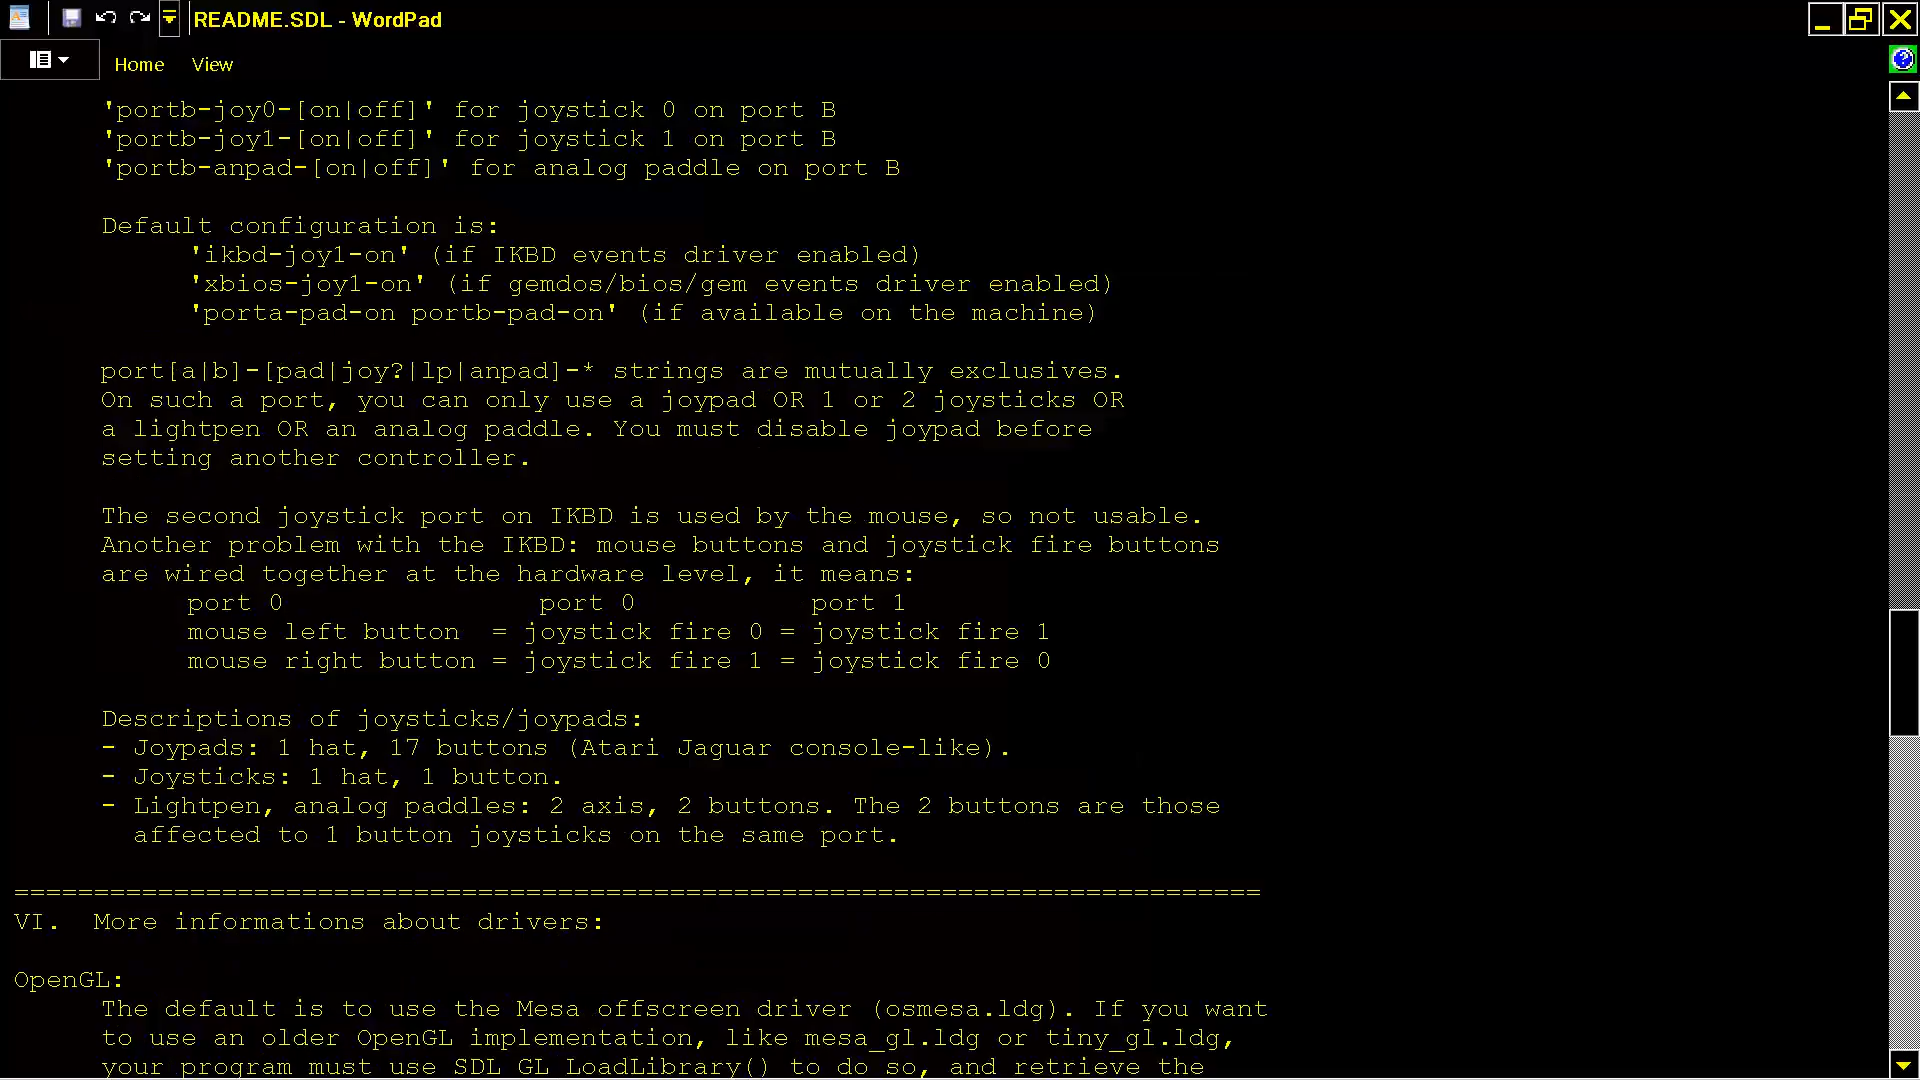 README.SDL - WordPad
Home View
'portb-joy0-[on|off]' for joystick 0 on port B
'portb-joy1-[on|off]' for joystick 1 on port B
'portb-anpad-[on|off]' for analog paddle on port B
Default configuration is:
'ikbd-joy1-on' (if IKBD events driver enabled)
'xbios-joy1-on' (if gemdos/bios/gem events driver enabled)
'porta-pad-on portb-pad-on' (if available on the machine)
port[a|b]-[pad|joy?|lp|anpad]-* strings are mutually exclusives.
On such a port, you can only use a joypad OR 1 or 2 joysticks OR
a lightpen OR an analog paddle. You must disable joypad before
setting another controller.
The second joystick port on IKBD is used by the mouse, so not usable.
Another problem with the IKBD: mouse buttons and joystick fire buttons
are wired together at the hardware level, it means:
port 0 port 0 port 1
mouse left button = joystick fire 0 = joystick fire 1
mouse right button = joystick fire 1 = joystick fire 0
Descriptions of joysticks/joypads:
- Joypads: 1 hat, 17 buttons (Atari Jaguar console-like).
- Joysticks: 1 hat, 1 button.
- Lightpen, analog paddles: 2 axis, 2 buttons. The 2 buttons are those
affected to 1 button joysticks on the same port.
==============================================================================
VI. More informations about drivers:
OpenGL:
The default is to use the Mesa offscreen driver (osmesa.ldg). If you want
to use an older OpenGL implementation, like mesa_gl.ldg or tiny_gl.ldg,
your program must use SDL_GL_LoadLibrary() to do so, and retrieve the